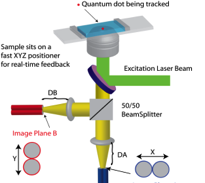 Quantum dot being tracked
Sample sits on a
fast XYZ positioner
for real-time feedback
Excitation Laser Beam
DB
50/50
BeamSplitter
Image Plane B
Y
DA
X